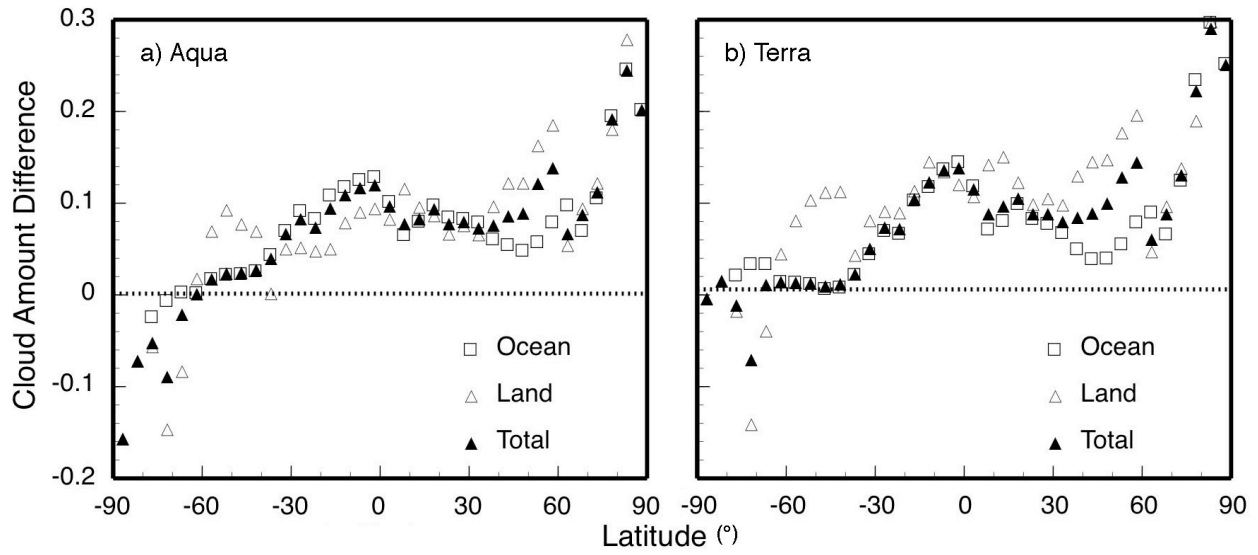 Cloud Amount Difference
0.3
0.2
0.1
0
-0.1
-0.2
a) Aqua
Ocean
Land
Total
-90 -60 -30 0 30 60 90
b) Terra
Ocean
Land
Total
-90 -60 -30 0 30 60 90
Latitude (°)